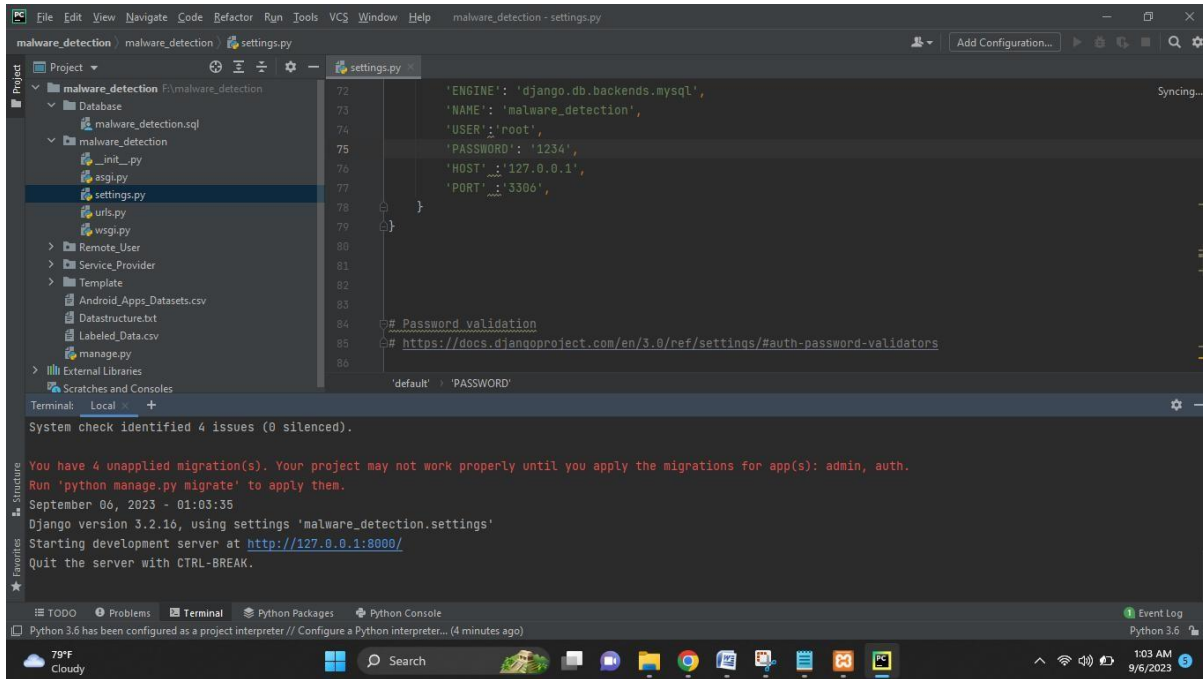 PC File Edit View Navigate Code Refactor Run Tools VCS Window Help malware_detection - settings.py
malware_detection malware_detection settings.py Add Configuration...
Project
Project
settings.py
malware_detection F:\malware_detection
Database
malware_detection.sql
malware_detection
__init__.py
asgi.py
settings.py
urls.py
wsgi.py
Remote_User
Service_Provider
Template
Android_Apps_Datasets.csv
Datastructure.txt
Labeled_Data.csv
manage.py
External Libraries
Scratches and Consoles
72 'ENGINE': 'django.db.backends.mysql',
73 'NAME': 'malware_detection',
74 'USER':'root',
75 'PASSWORD': '1234',
76 'HOST' :'127.0.0.1',
77 'PORT' :'3306',
78 }
79 }
80
81
82
83
84 # Password validation
85 # https://docs.djangoproject.com/en/3.0/ref/settings/#auth-password-validators
86
Syncing...
'default' 'PASSWORD'
Terminal: Local
System check identified 4 issues (0 silenced).
You have 4 unapplied migration(s). Your project may not work properly until you apply the migrations for app(s): admin, auth.
Run 'python manage.py migrate' to apply them.
September 06, 2023 - 01:03:35
Django version 3.2.16, using settings 'malware_detection.settings'
Starting development server at http://127.0.0.1:8000/
Quit the server with CTRL-BREAK.
Structure
Favorites
TODO Problems Terminal Python Packages Python Console 1 Event Log
Python 3.6 has been configured as a project interpreter // Configure a Python interpreter... (4 minutes ago) Python 3.6
79°F
Cloudy
Search
PC
1:03 AM
9/6/2023
5